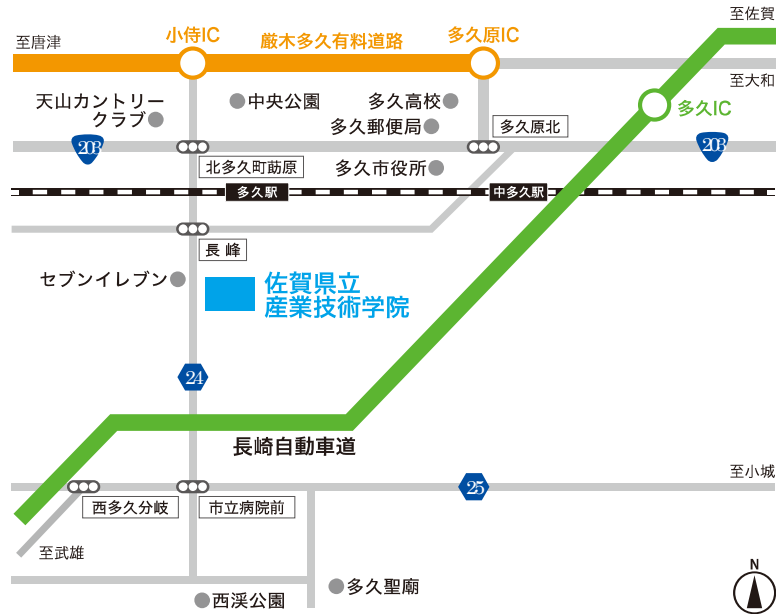 至佐賀
小侍IC
厳木多久有料道路
多久原IC
至唐津
至大和
天山カントリー
クラブ
中央公園
多久高校
多久IC
多久郵便局
多久原北
203
203
北多久町莇原
多久市役所
多久駅
中多久駅
長峰
セブンイレブン
佐賀県立
産業技術学院
24
長崎自動車道
至小城
25
西多久分岐
市立病院前
至武雄
N
多久聖廟
西渓公園